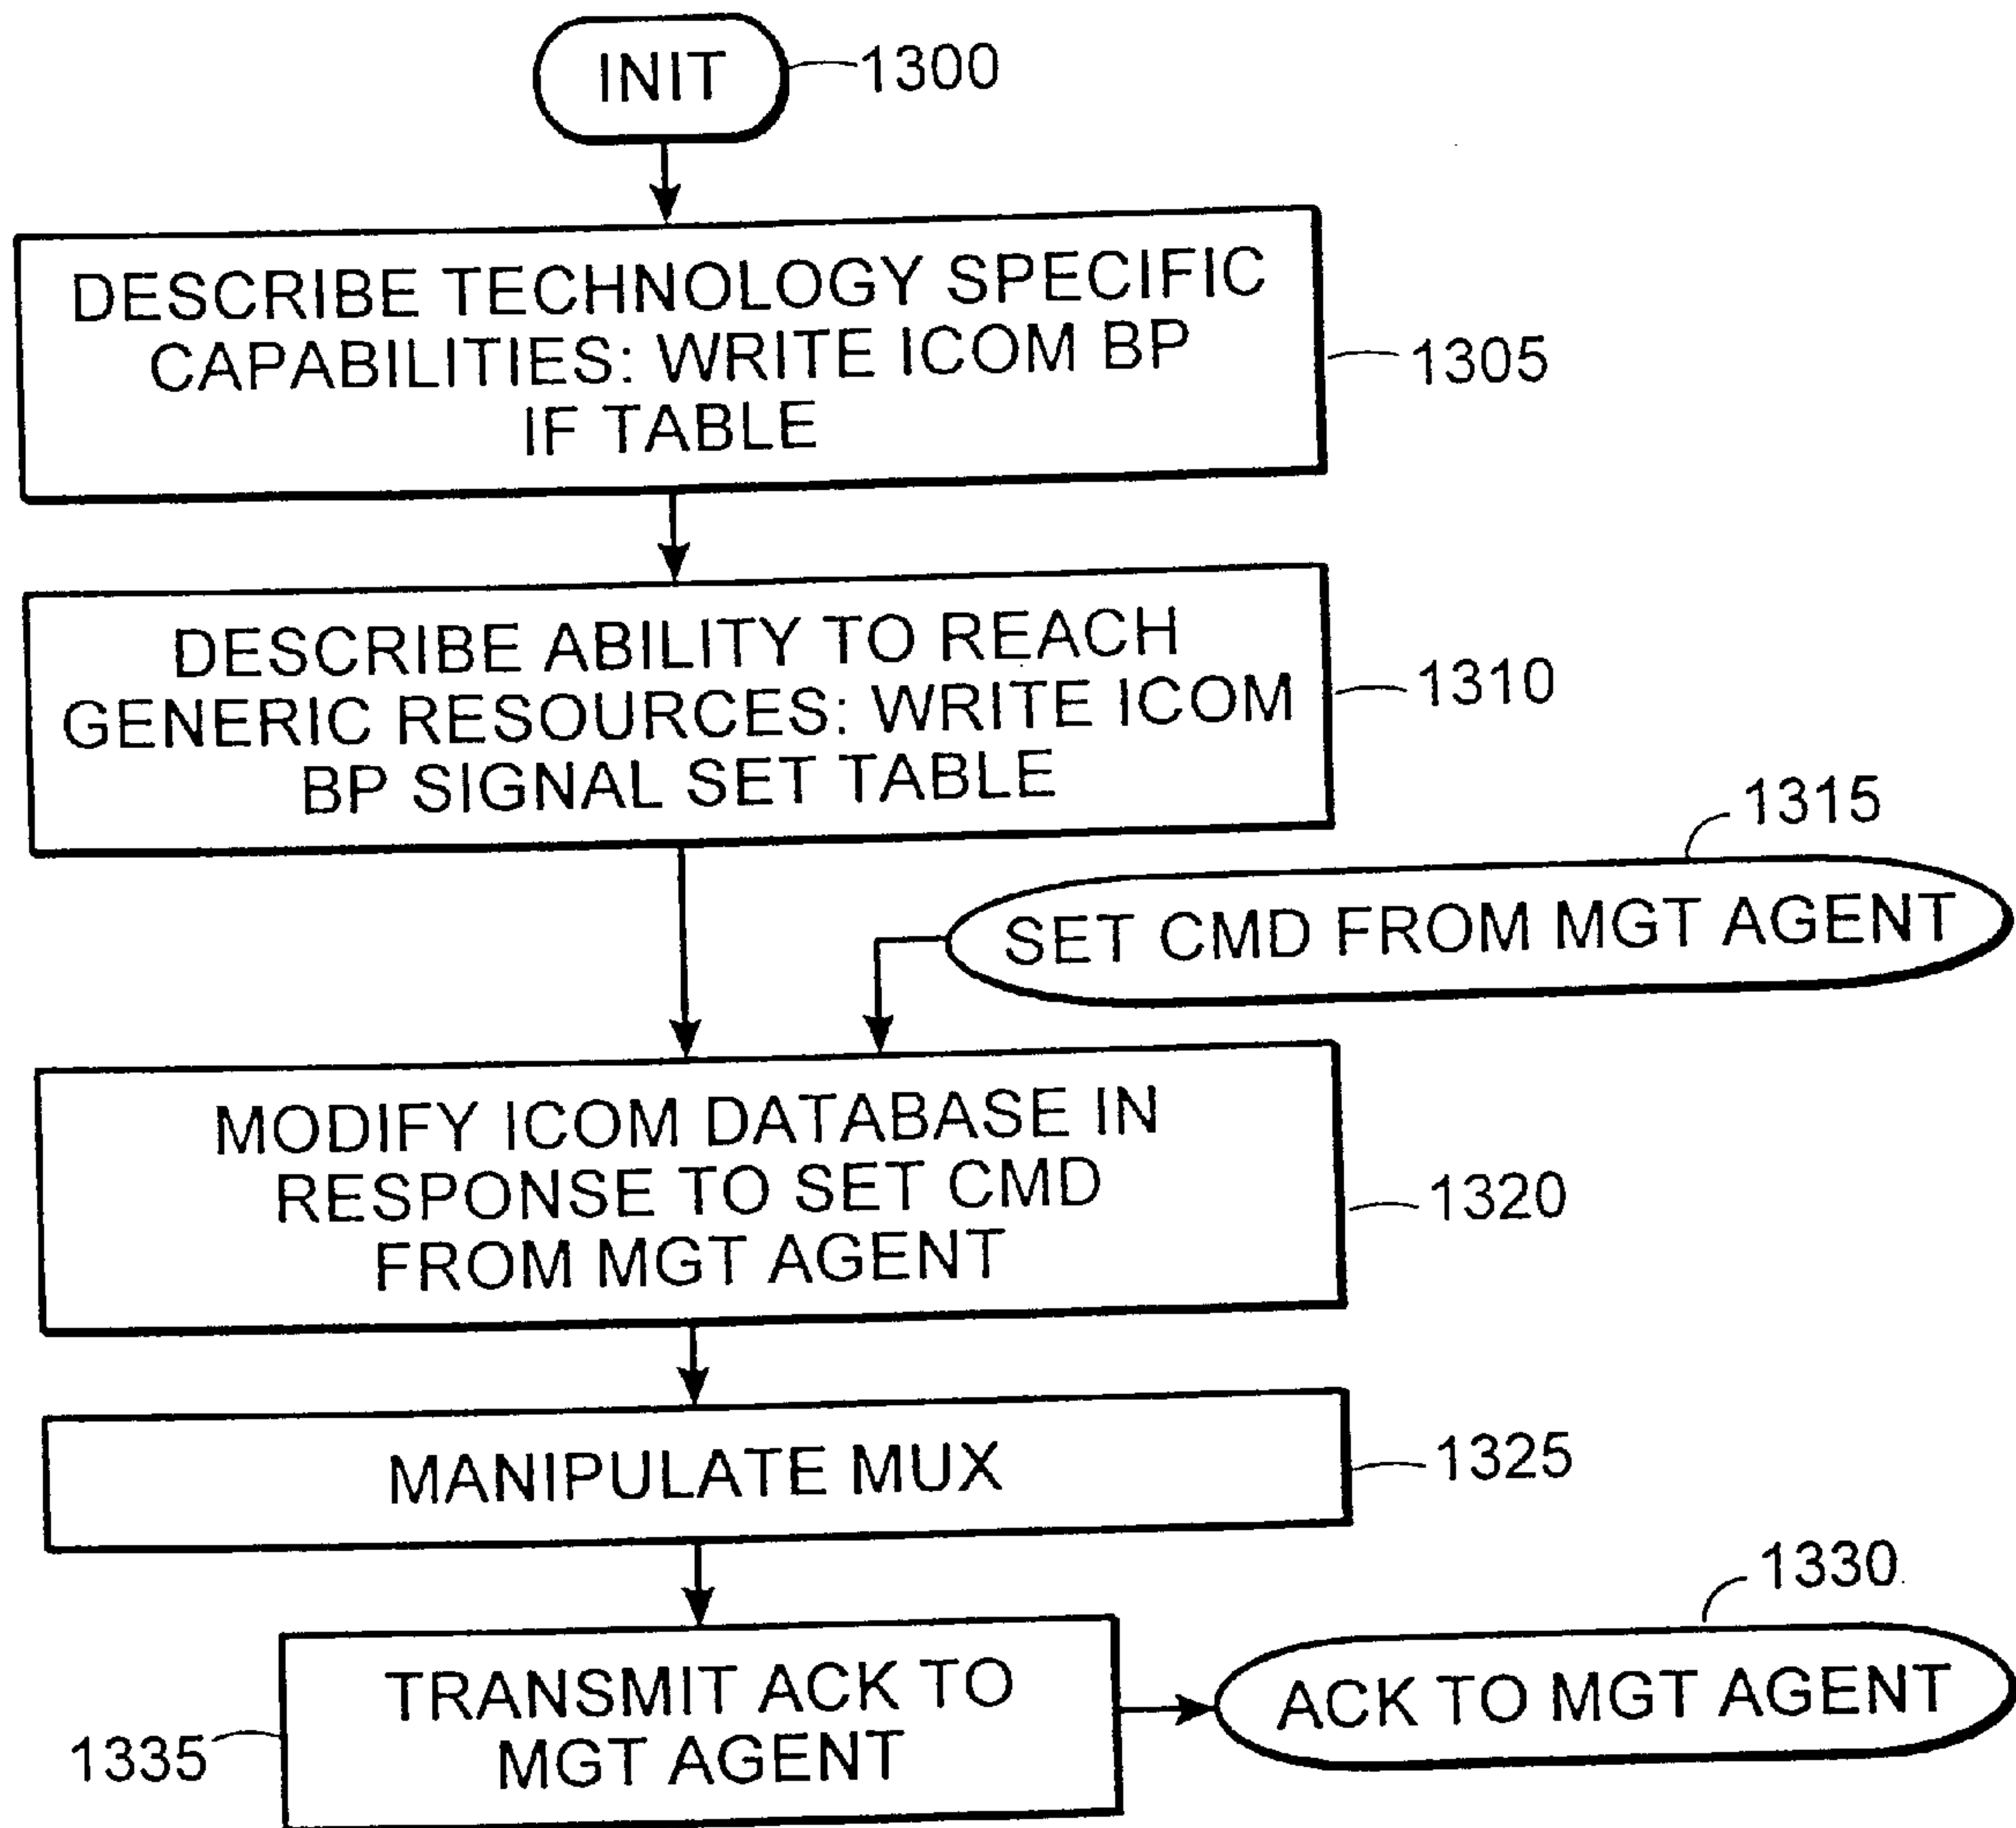 INIT
1300
DESCRIBE TECHNOLOGY SPECIFIC
CAPABILITIES: WRITE ICOM BP
IF TABLE
1305
DESCRIBE ABILITY TO REACH
GENERIC RESOURCES: WRITE ICOM
BP SIGNAL SET TABLE
1310
1315
SET CMD FROM MGT AGENT
MODIFY ICOM DATABASE IN
RESPONSE TO SET CMD
FROM MGT AGENT
1320
MANIPULATE MUX
1325
1330
TRANSMIT ACK TO
MGT AGENT
1335
ACK TO MGT AGENT